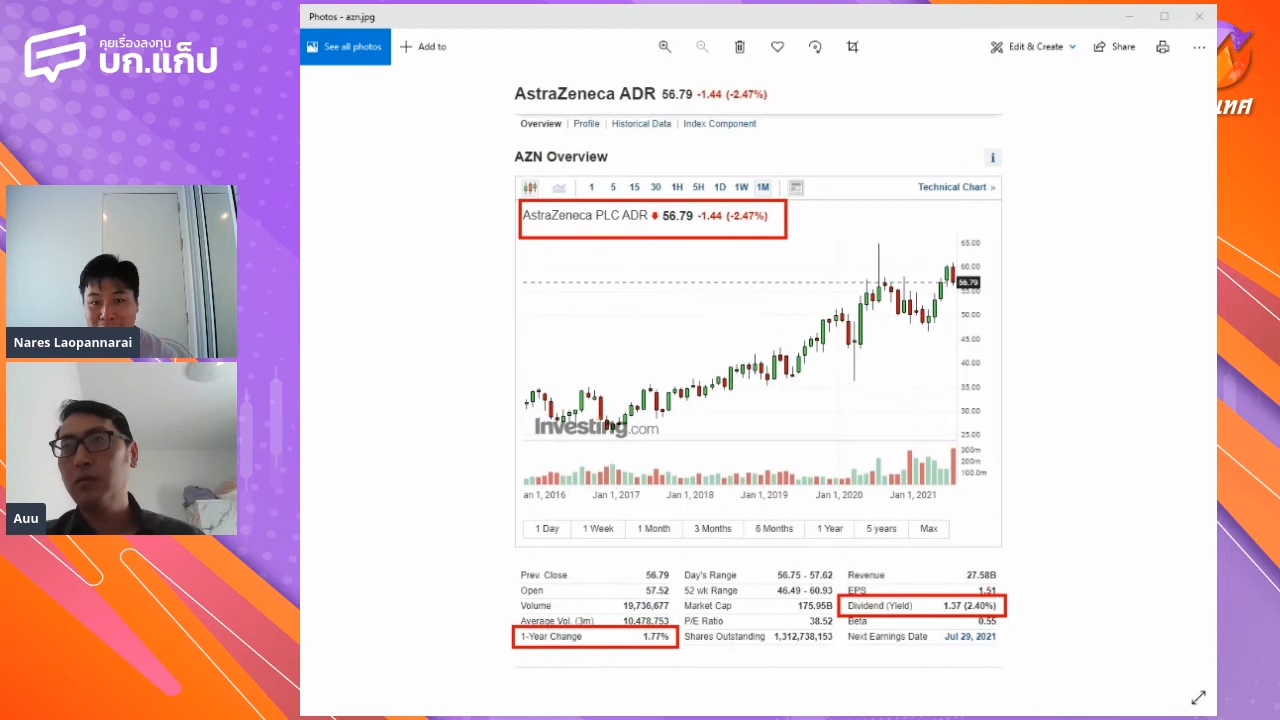 Photos - azn.jpg
คุยเรื่องลงทุน
บก.แก็ป
See all photos
Add to
Edit & Create
Share
AstraZeneca ADR 56.79 -1.44 (-2.47%)
Overview | Profile | Historical Data | Index Component
AZN Overview
1 5 15 30 1H 5H 1D 1W 1M
Technical Chart »
AstraZeneca PLC ADR 56.79 -1.44 (-2.47%)
65.00
60.00
56.79
55.00
50.00
45.00
40.00
35.00
30.00
25.00
300m
200m
100.0m
Investing.com
an 1, 2016 Jan 1, 2017 Jan 1, 2018 Jan 1, 2019 Jan 1, 2020 Jan 1, 2021
1 Day 1 Week 1 Month 3 Months 6 Months 1 Year 5 years Max
Prev. Close 56.79 Day's Range 56.75 - 57.62 Revenue 27.58B
Open 57.52 52 wk Range 46.49 - 60.93 EPS 1.51
Volume 19,736,677 Market Cap 175.95B Dividend (Yield) 1.37 (2.40%)
Average Vol. (3m) 10,478,753 P/E Ratio 38.52 Beta 0.55
1-Year Change 1.77% Shares Outstanding 1,312,738,153 Next Earnings Date Jul 29, 2021
Nares Laopannarai
Auu
เทศ